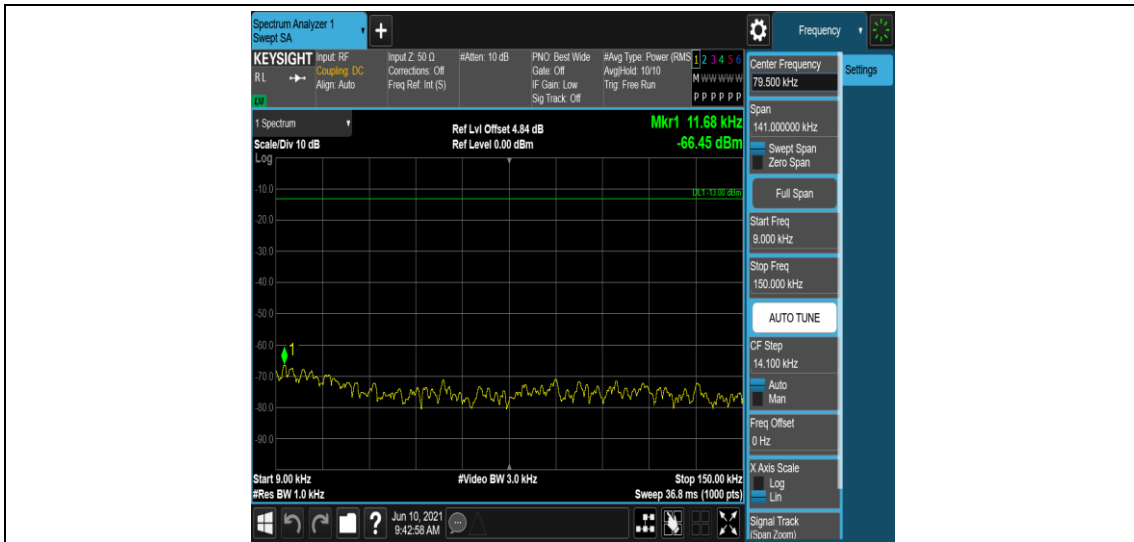 Spectrum Analyzer 1
Swept SA
+
Frequency
KEYSIGHT
R L
LXI
Input: RF
Coupling: DC
Align: Auto
Input Z: 50 Ω
Corrections: Off
Freq Ref: Int (S)
#Atten: 10 dB
PNO: Best Wide
Gate: Off
IF Gain: Low
Sig Track: Off
#Avg Type: Power (RMS
Avg|Hold: 10/10
Trig: Free Run
1 2 3 4 5 6
M W W W W W
P P P P P P
1 Spectrum
Scale/Div 10 dB
Log
Ref Lvl Offset 4.84 dB
Ref Level 0.00 dBm
Mkr1 11.68 kHz
-66.45 dBm
DL1 -13.00 dBm
-10.0
-20.0
-30.0
-40.0
-50.0
-60.0
1
-70.0
-80.0
-90.0
Start 9.00 kHz
#Res BW 1.0 kHz
#Video BW 3.0 kHz
Stop 150.00 kHz
Sweep 36.8 ms (1000 pts)
Center Frequency
79.500 kHz
Settings
Span
141.000000 kHz
Swept Span
Zero Span
Full Span
Start Freq
9.000 kHz
Stop Freq
150.000 kHz
AUTO TUNE
CF Step
14.100 kHz
Auto
Man
Freq Offset
0 Hz
X Axis Scale
Log
Lin
Signal Track
(Span Zoom)
?
Jun 10, 2021
9:42:58 AM